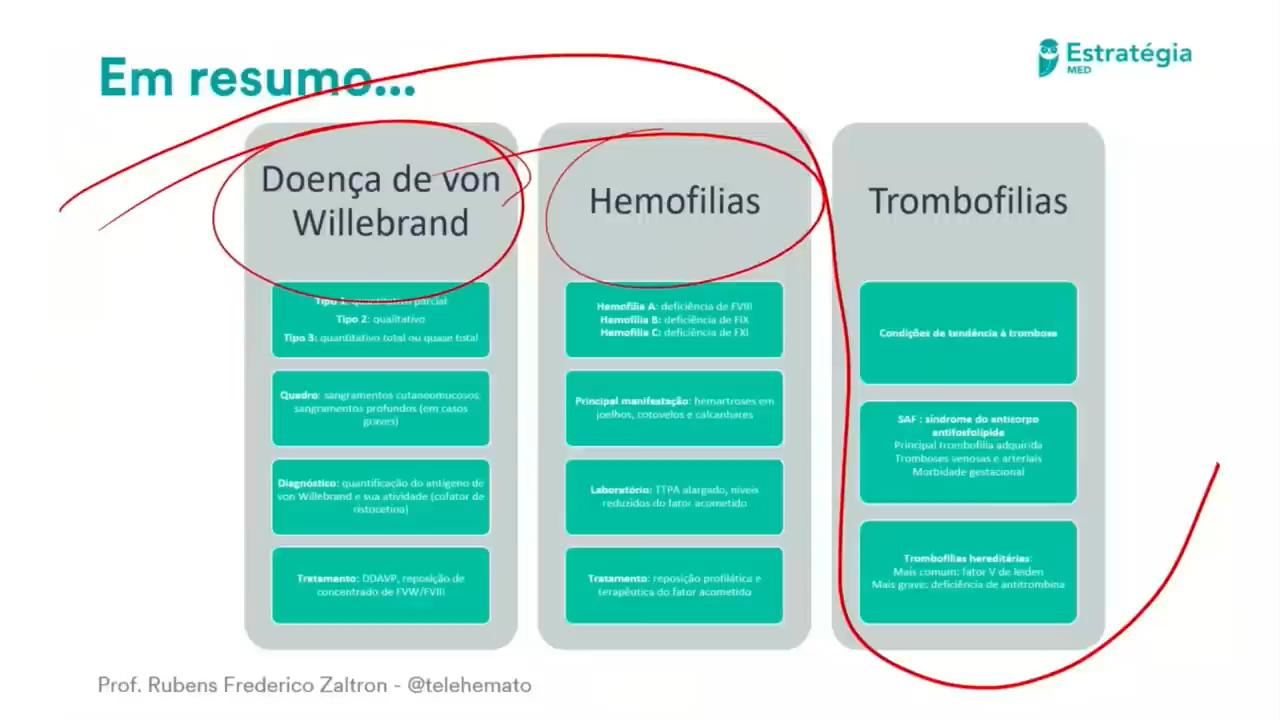 Em resumo...
Estratégia
MED
Doença de von
Willebrand
Tipo 1: quantitativo parcial
Tipo 2: qualitativo
Tipo 3: quantitativo total ou quase total
Quadro: sangramentos cutaneomucosos;
sangramentos profundos (em casos
graves)
Diagnóstico: quantificação do antígeno de
von Willebrand e sua atividade (cofator de
ristocetina)
Tratamento: DDAVP, reposição de
concentrado de FVW/FVIII
Hemofilias
Hemofilia A: deficiência de FVIII
Hemofilia B: deficiência de FIX
Hemofilia C: deficiência de FXI
Principal manifestação: hemartroses em
joelhos, cotovelos e calcanhares
Laboratório: TTPA alargado, níveis
reduzidos do fator acometido
Tratamento: reposição profilática e
terapêutica do fator acometido
Trombofilias
Condições de tendência à trombose
SAF : síndrome do anticorpo
antifosfolípide
Principal trombofilia adquirida
Tromboses venosas e arteriais
Morbidade gestacional
Trombofilias hereditárias:
Mais comum: fator V de leiden
Mais grave: deficiência de antitrombina
Prof. Rubens Frederico Zaltron - @telehemato